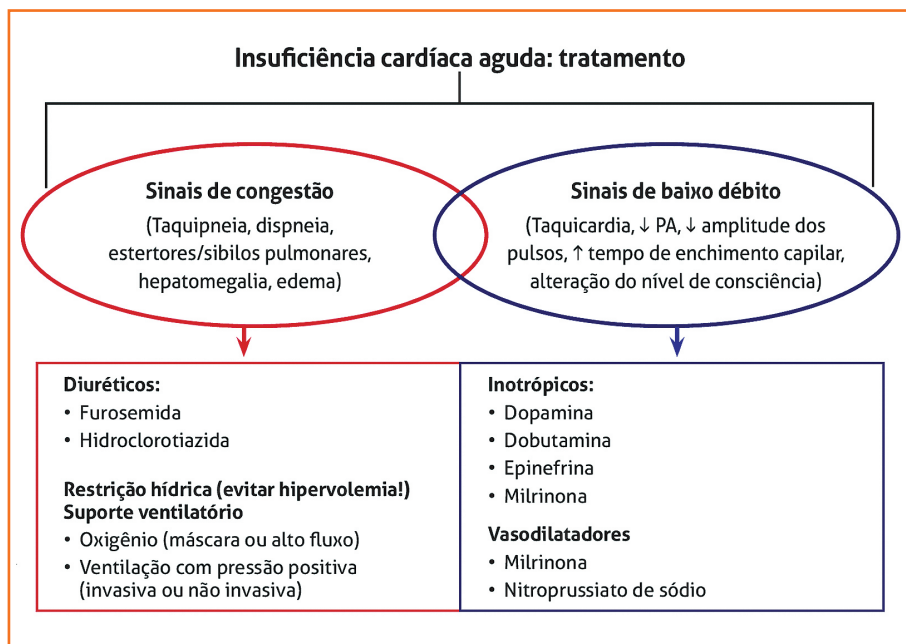 Insuficiência cardíaca aguda: tratamento
Sinais de congestão
(Taquipneia, dispneia,
estertores/sibilos pulmonares,
hepatomegalia, edema)
Sinais de baixo débito
(Taquicardia, ↓ PA, ↓ amplitude dos
pulsos, ↑ tempo de enchimento capilar,
alteração do nível de consciência)
Diuréticos:
• Furosemida
• Hidroclorotiazida
Restrição hídrica (evitar hipervolemia!)
Suporte ventilatório
• Oxigênio (máscara ou alto fluxo)
• Ventilação com pressão positiva
(invasiva ou não invasiva)
Inotrópicos:
• Dopamina
• Dobutamina
• Epinefrina
• Milrinona
Vasodilatadores
• Milrinona
• Nitroprussiato de sódio